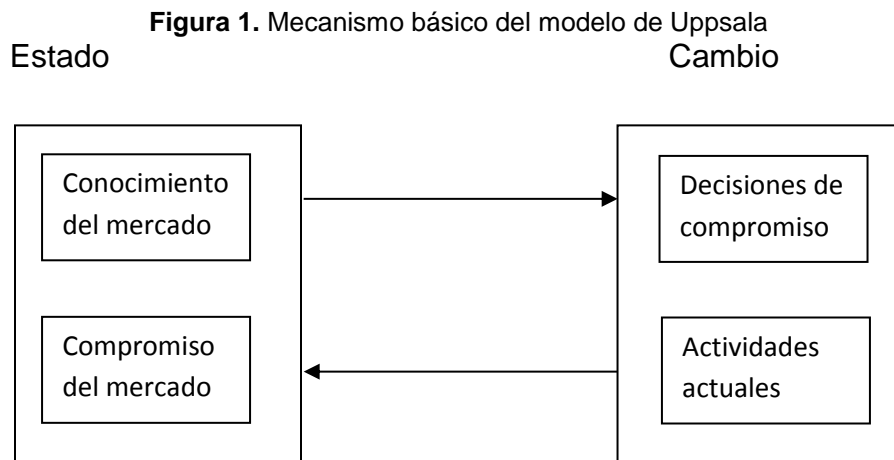 Figura 1. Mecanismo básico del modelo de Uppsala
Estado
Cambio
Conocimiento
del mercado
Decisiones de
compromiso
Compromiso
del mercado
Actividades
actuales